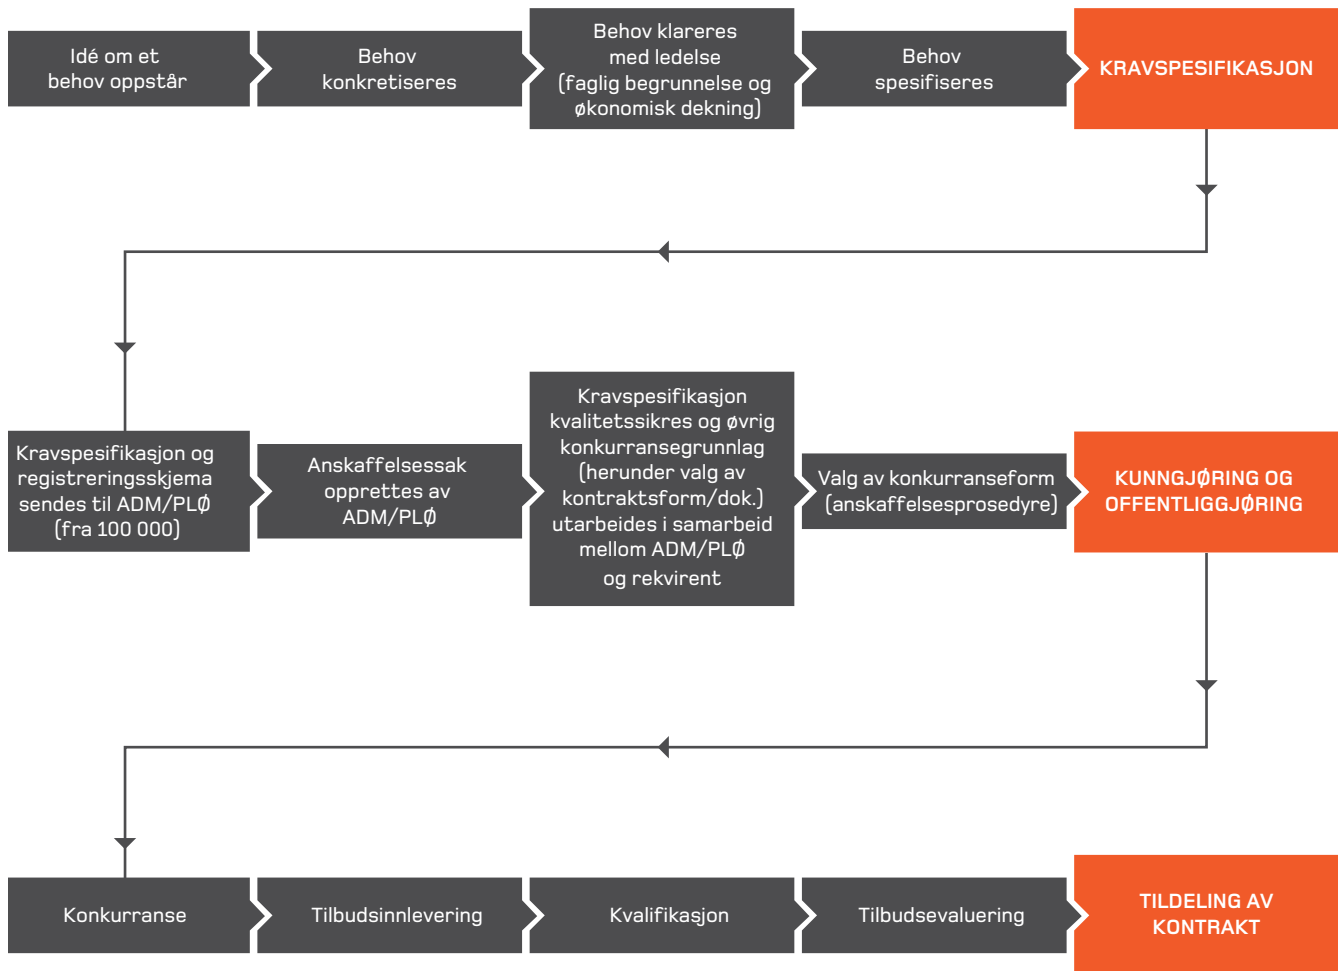 Idé om et
behov oppstår
Behov
konkretiseres
Behov klareres
med ledelse
(faglig begrunnelse og
økonomisk dekning)
Behov
spesifiseres
KRAVSPESIFIKASJON
Kravspesifikasjon og
registreringsskjema
sendes til ADM/PLØ
(fra 100 000)
Anskaffelsessak
opprettes av
ADM/PLØ
Kravspesifikasjon
kvalitetssikres og øvrig
konkurransegrunnlag
(herunder valg av
kontraktsform/dok.)
utarbeides i samarbeid
mellom ADM/PLØ
og rekvirent
Valg av konkurranseform
(anskaffelsesprosedyre)
KUNNGJØRING OG
OFFENTLIGGJØRING
Konkurranse
Tilbudsinnlevering
Kvalifikasjon
Tilbudsevaluering
TILDELING AV
KONTRAKT